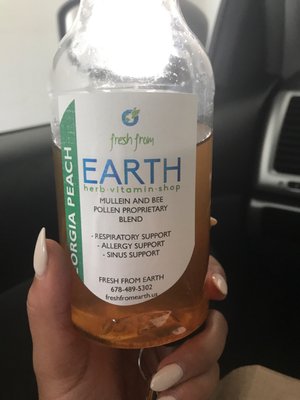 fresh from
EARTH
herb·vitamin·shop
MULLEIN AND BEE
POLLEN PROPRIETARY
BLEND
- RESPIRATORY SUPPORT
- ALLERGY SUPPORT
- SINUS SUPPORT
FRESH FROM EARTH
678-489-5302
freshfromearth.us
EORGIA PEACH